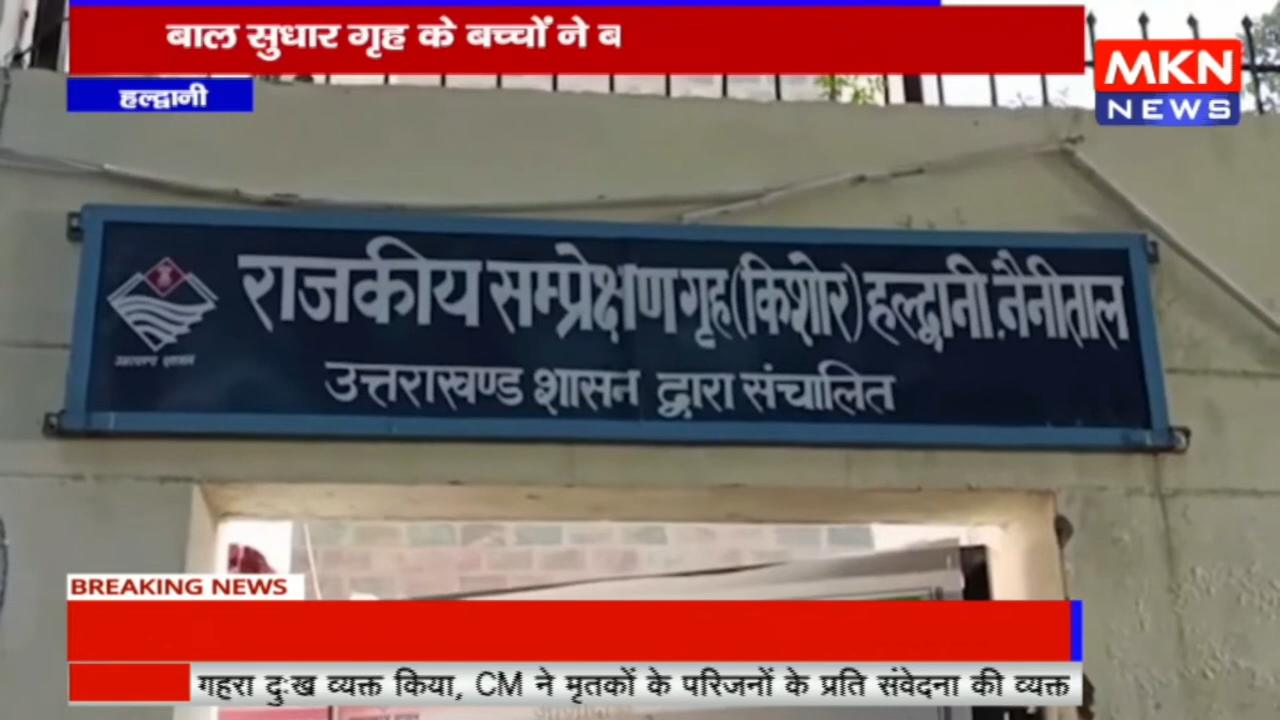 बाल सुधार गृह के बच्चों ने ब
हल्द्वानी
MKN
NEWS
राजकीय सम्प्रेक्षण गृह (किशोर) हल्द्वानी, नैनीताल
उत्तराखण्ड शासन द्वारा संचालित
BREAKING NEWS
गहरा दुःख व्यक्त किया, CM ने मृतकों के परिजनों के प्रति संवेदना की व्यक्त